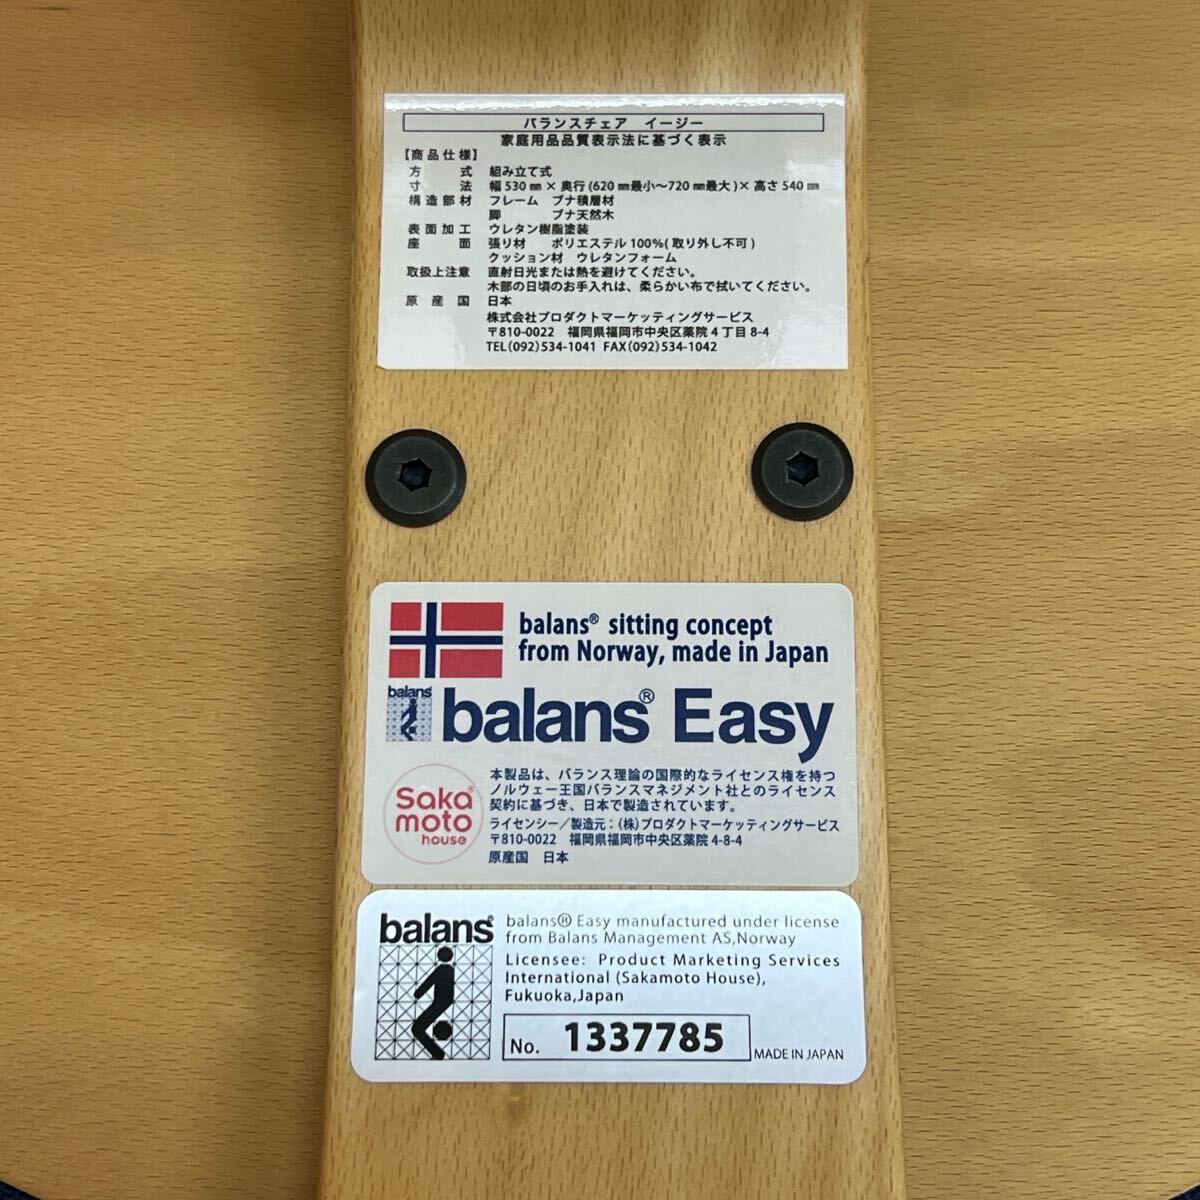 バランスチェア　イージー
家庭用品品質表示法に基づく表示
【商品仕様】
方　　式　組み立て式
寸　　法　幅530㎜×奥行(620㎜最小～720㎜最大)×高さ540㎜
構造部材　フレーム　ブナ積層材
脚　　　ブナ天然木
表面加工　ウレタン樹脂塗装
座　　面　張り材　ポリエステル100%(取り外し不可)
クッション材　ウレタンフォーム
取扱上注意　直射日光または熱を避けてください。
木部の日頃のお手入れは、柔らかい布で拭いてください。
原産国　日本
株式会社プロダクトマーケッティングサービス
〒810-0022　福岡県福岡市中央区薬院4丁目8-4
TEL(092)534-1041 FAX(092)534-1042
balans® sitting concept
from Norway, made in Japan
balans
balans® Easy
本製品は、バランス理論の国際的なライセンス権を持つ
ノルウェー王国バランスマネジメント社とのライセンス
契約に基づき、日本で製造されています。
Saka®
moto
house
ライセンシー／製造元：(株)プロダクトマーケッティングサービス
〒810-0022　福岡県福岡市中央区薬院4-8-4
原産国　日本
balans®
balans® Easy manufactured under license
from Balans Management AS,Norway
Licensee: Product Marketing Services
International (Sakamoto House),
Fukuoka,Japan
No. 1337785
MADE IN JAPAN